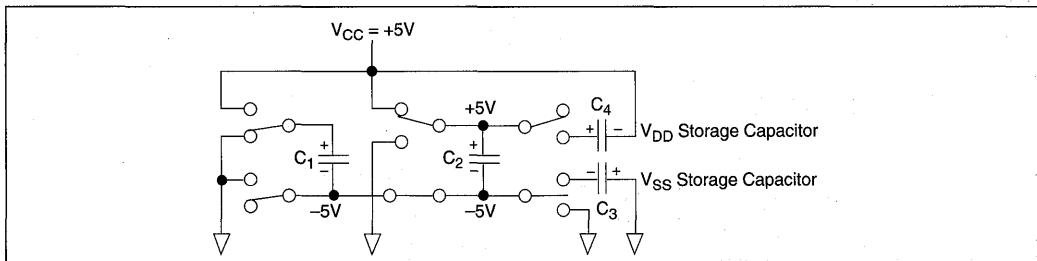 V_CC = +5V
+5V
C_4
+ −
V_DD Storage Capacitor
+
C_1
−
+
C_2
−
− +
V_SS Storage Capacitor
C_3
−5V
−5V